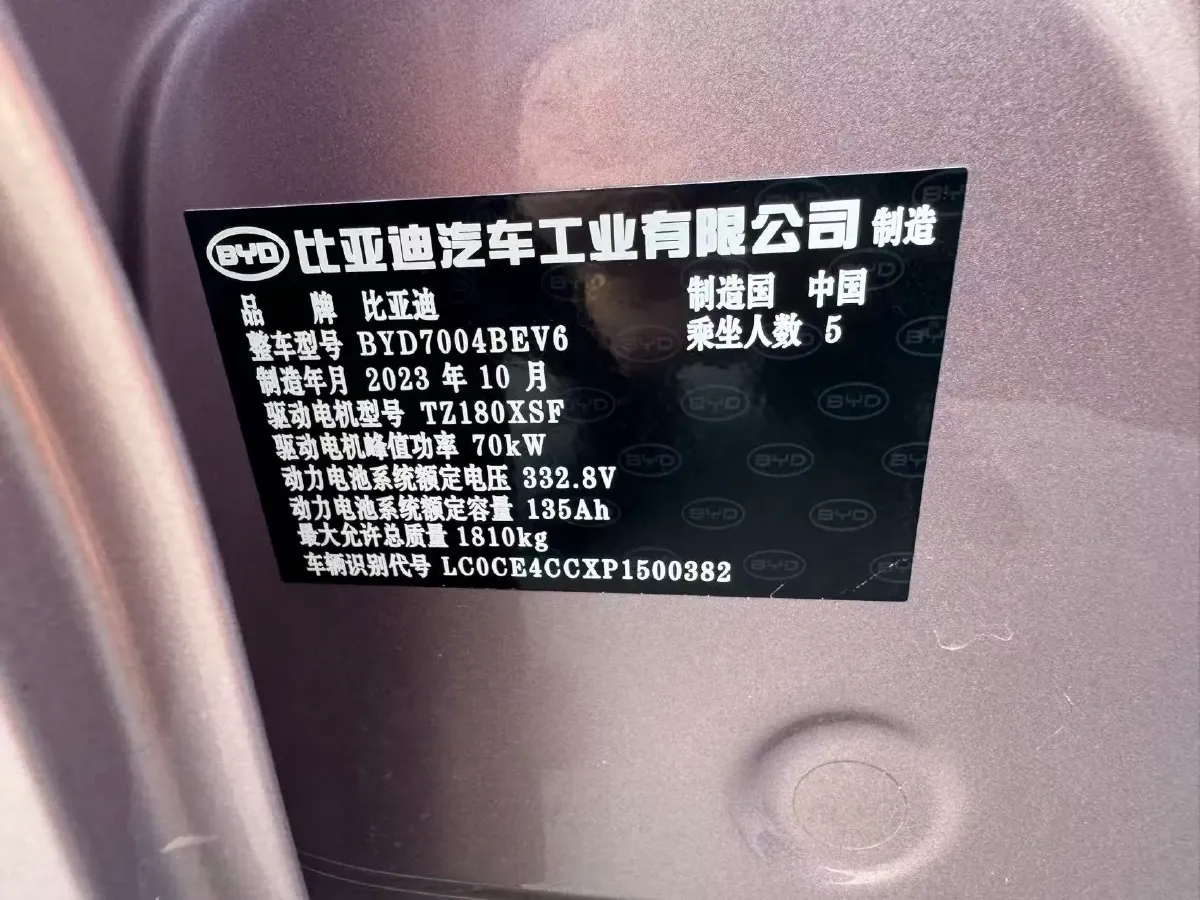 BYD 比亚迪汽车工业有限公司 制造
品 牌 比亚迪 制造国 中国
整车型号 BYD7004BEV6 乘坐人数 5
制造年月 2023 年 10 月
驱动电机型号 TZ180XSF
驱动电机峰值功率 70kW
动力电池系统额定电压 332.8V
动力电池系统额定容量 135Ah
最大允许总质量 1810kg
车辆识别代号 LC0CE4CCXP1500382